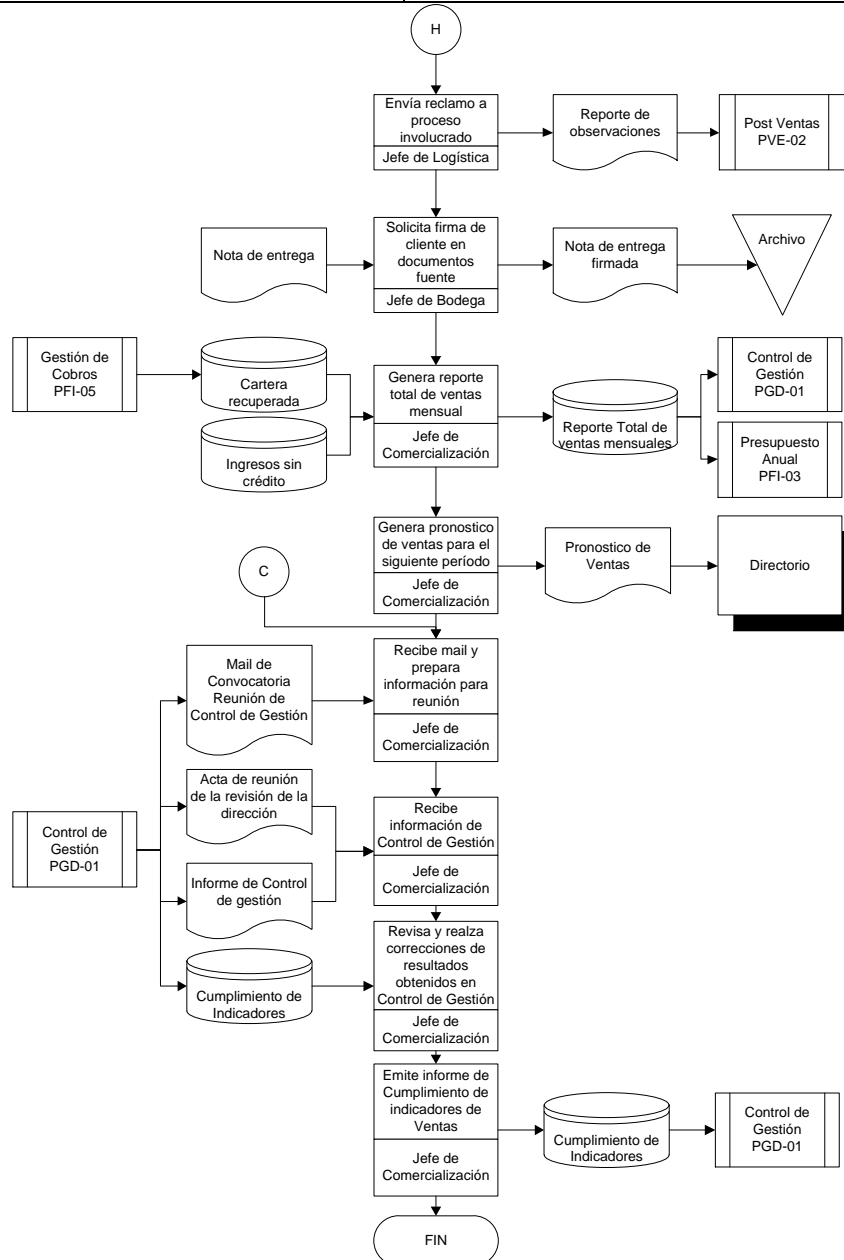 H
Envía reclamo a
proceso
involucrado
Jefe de Logística
Reporte de
observaciones
Post Ventas
PVE-02
Nota de entrega
Solicita firma de
cliente en
documentos
fuente
Jefe de Bodega
Nota de entrega
firmada
Archivo
Gestión de
Cobros
PFI-05
Cartera
recuperada
Ingresos sin
crédito
Genera reporte
total de ventas
mensual
Jefe de
Comercialización
Reporte Total de
ventas mensuales
Control de
Gestión
PGD-01
Presupuesto
Anual
PFI-03
Genera pronostico
de ventas para el
siguiente período
Jefe de
Comercialización
Pronostico de
Ventas
Directorio
C
Mail de
Convocatoria
Reunión de
Control de Gestión
Recibe mail y
prepara
información para
reunión
Jefe de
Comercialización
Control de
Gestión
PGD-01
Acta de reunión
de la revisión de la
dirección
Informe de Control
de gestión
Recibe
información de
Control de Gestión
Jefe de
Comercialización
Cumplimiento de
Indicadores
Revisa y realza
correcciones de
resultados
obtenidos en
Control de Gestión
Jefe de
Comercialización
Emite informe de
Cumplimiento de
indicadores de
Ventas
Jefe de
Comercialización
Cumplimiento de
Indicadores
Control de
Gestión
PGD-01
FIN